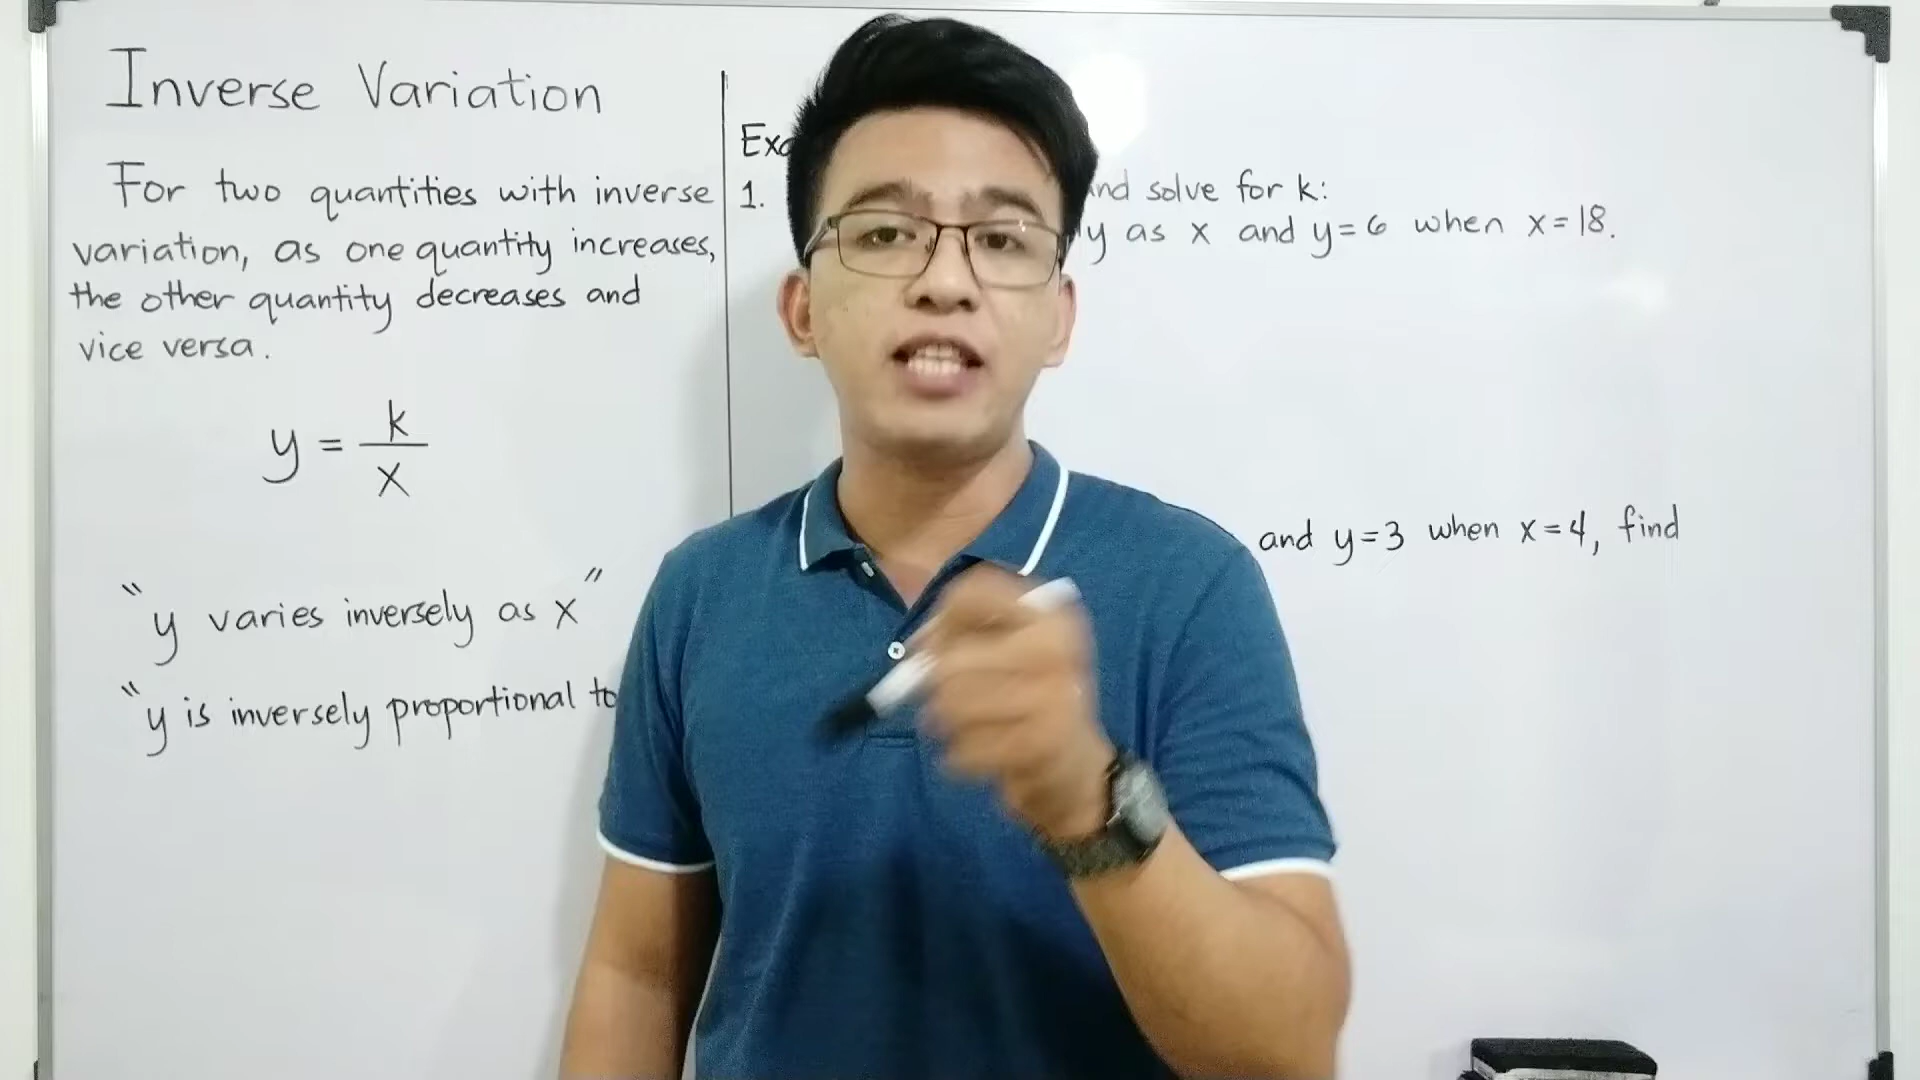 Inverse Variation
For two quantities with inverse
variation, as one quantity increases,
the other quantity decreases and
vice versa.
y = k/x
"y varies inversely as x"
"y is inversely proportional to
1.
solve for k:
y as x and y=6 when x=18.
and y=3 when x=4, find